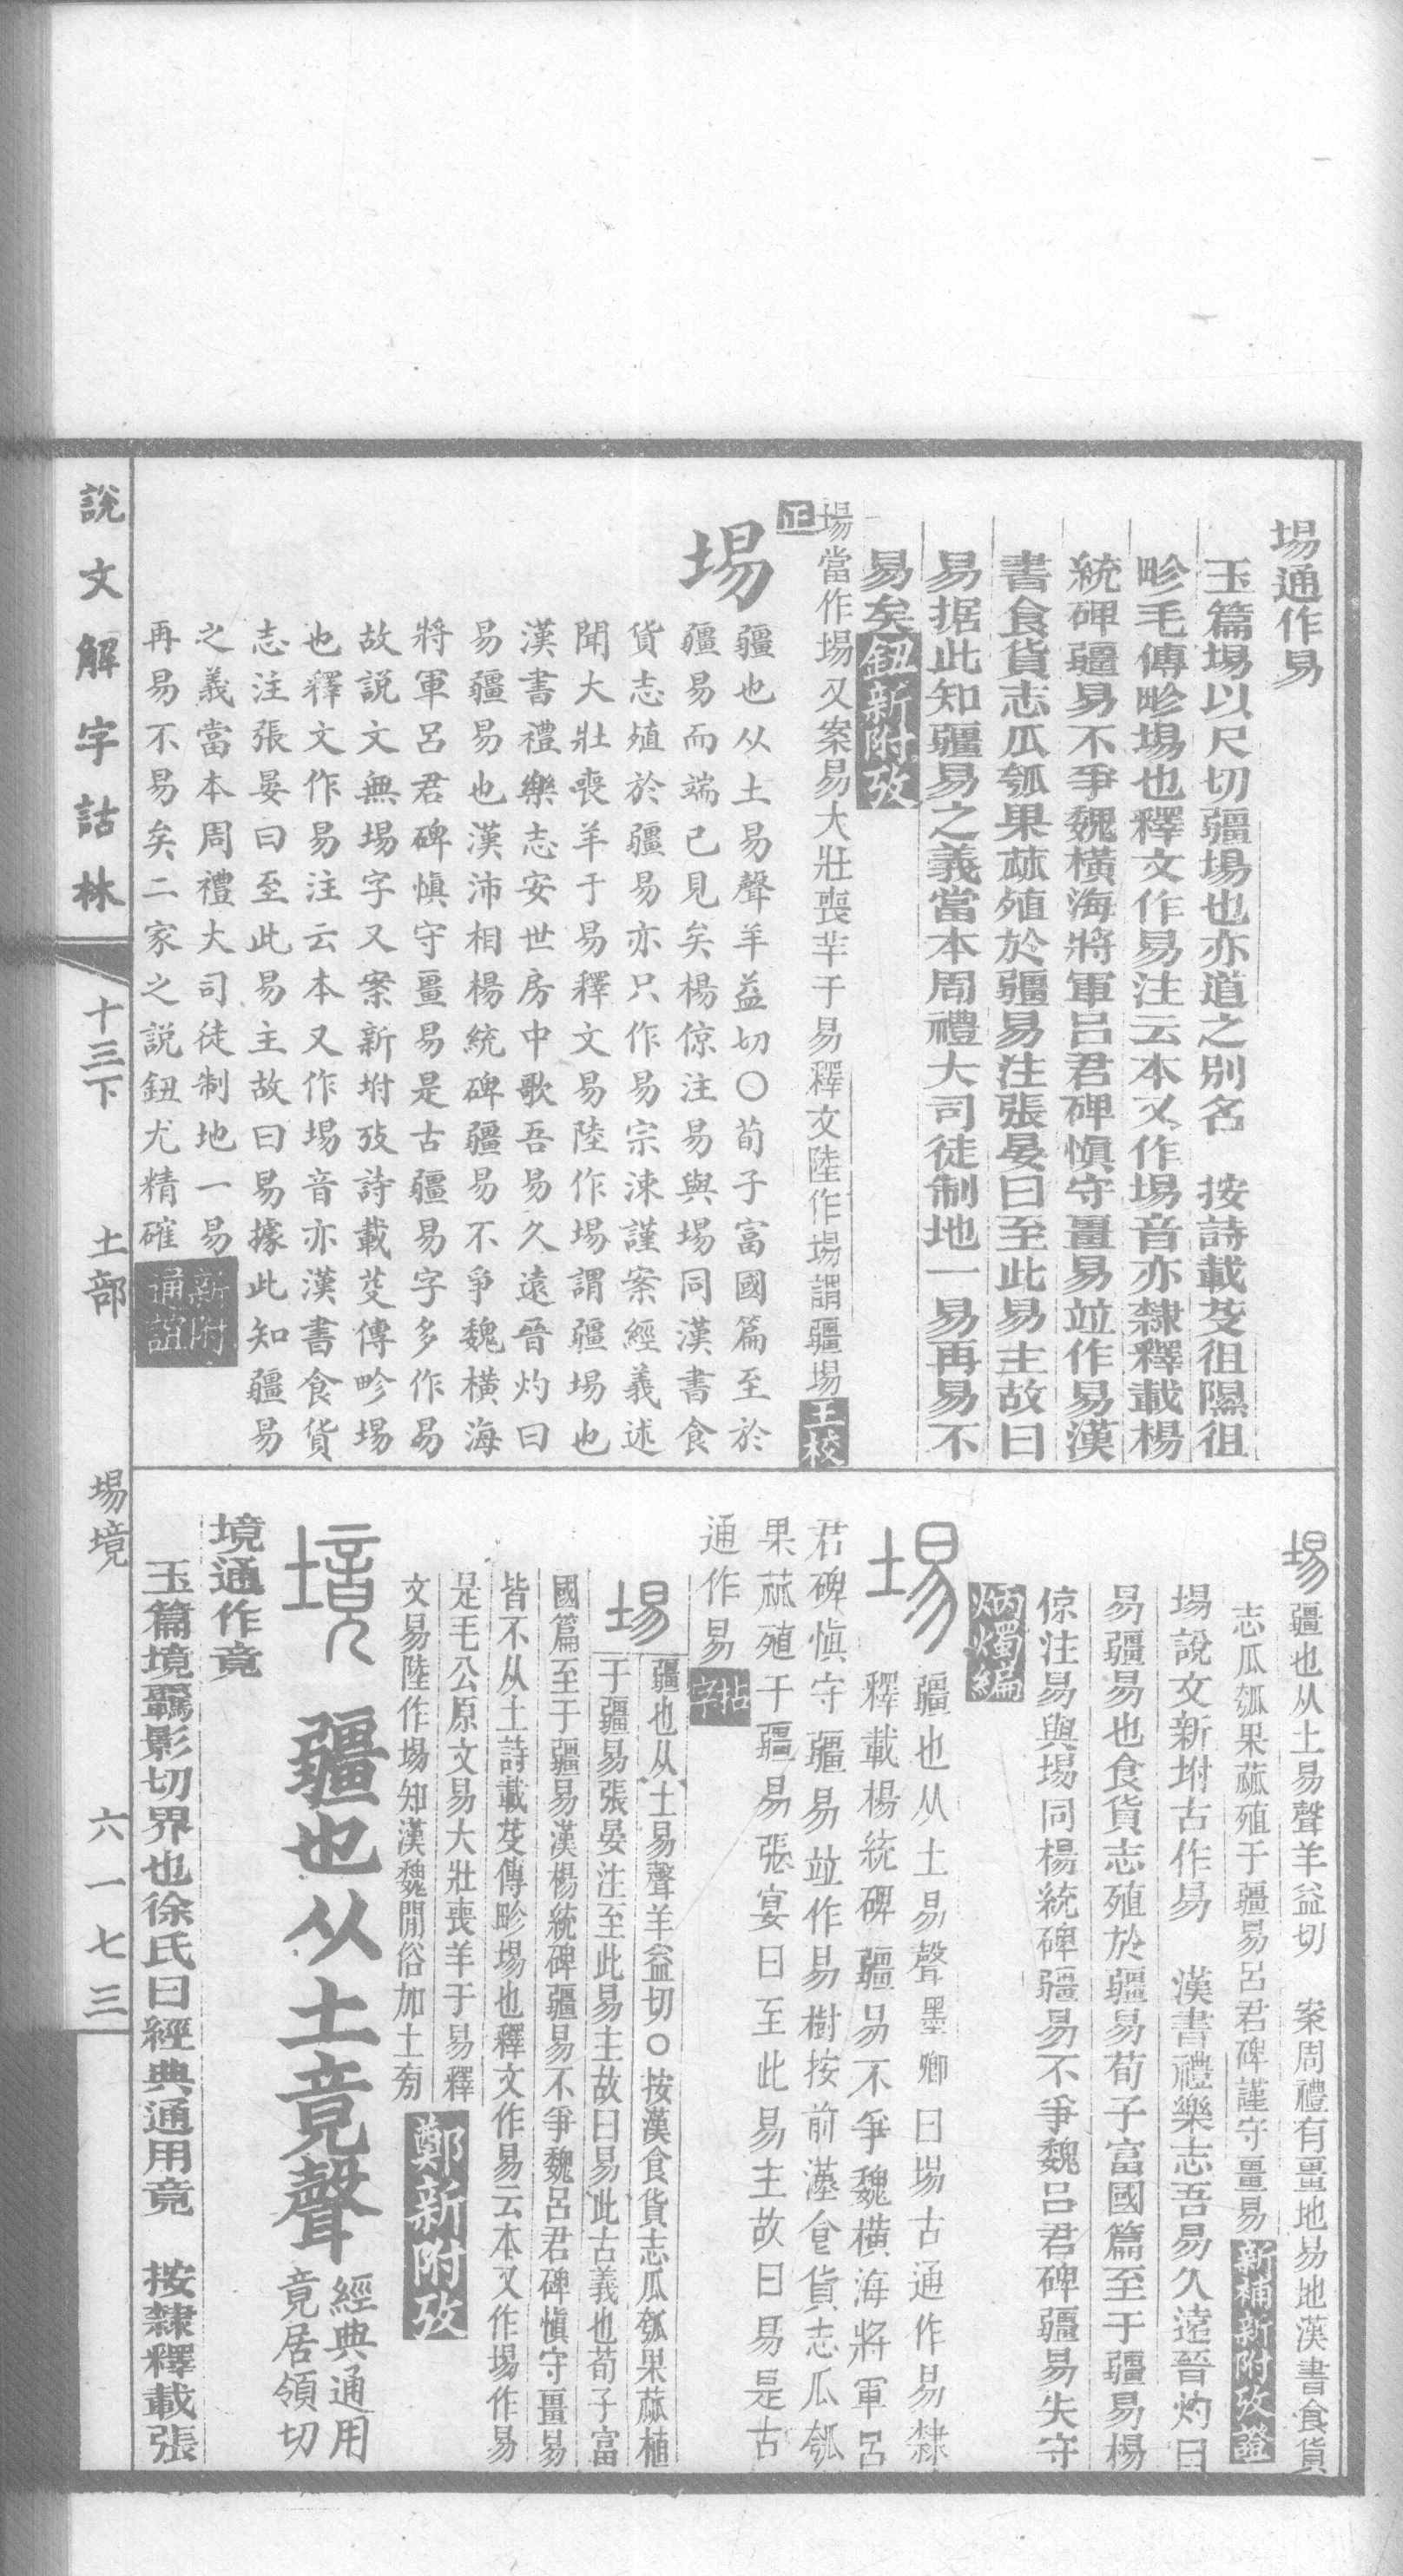 場通作易
玉篇場以尺切疆場也亦道之別名　按詩載芟徂隰徂
畛毛傳畛場也釋文作易注云本又作場音亦隸釋載楊
統碑疆易不爭魏橫海將軍呂君碑慎守畺易竝作易漢
書食貨志瓜瓠果蓏殖於疆易注張晏曰至此易主故曰
易据此知疆易之義當本周禮大司徒制地一易再易不
易矣鈕新附攷
場當作場又案易大壯喪羊于易釋文陸作場謂疆場王校
正
場
疆也从土易聲羊益切〇荀子富國篇至於
疆易而端已見矣楊倞注易與場同漢書食
貨志殖於疆易亦只作易宗涑謹案經義述
聞大壯喪羊于易釋文易陸作場謂疆場也
漢書禮樂志安世房中歌吾易久遠晉灼曰
易疆易也漢沛相楊統碑疆易不爭魏橫海
將軍呂君碑慎守畺易是古疆易字多作易
故説文無場字又案新坿攷詩載芟傳畛場
也釋文作易注云本又作場音亦漢書食貨
志注張晏曰至此易主故曰易據此知疆易
之義當本周禮大司徒制地一易
再易不易矣二家之説鈕尤精確
新附通誼
場
疆也从土易聲羊益切　案周禮有畺地易地漢書食貨
志瓜瓠果蓏殖于疆易呂君碑謹守畺易新補新附攷證
場說文新坿古作易　漢書禮樂志吾易久遠晉灼曰
易疆易也食貨志殖於疆易荀子富國篇至于疆易楊
倞注易與場同楊統碑疆易不爭魏呂君碑疆易失守
炳燭編
場
疆也从土易聲墨卿曰場古通作易隸
釋載楊統碑疆易不爭魏橫海將軍呂
君碑慎守疆易竝作易樹按前漢食貨志瓜瓠
果蓏殖于疆易張宴曰至此易主故曰易是古
通作易拈字
場
疆也从土易聲羊益切〇按漢食貨志瓜瓠果蓏植
于疆易張晏注至此易主故曰易此古義也荀子富
國篇至于疆易漢楊統碑疆易不爭魏呂君碑慎守畺易
皆不从土詩載芟傳畛場也釋文作易云本又作場作易
是毛公原文易大壯喪羊于易釋
文易陸作場知漢魏閒俗加土㫄
鄭新附攷
境
疆也从土竟聲
經典通用
竟居領切
境通作竟
玉篇境羈影切界也徐氏曰經典通用竟　按隸釋載張
說文解字詁林
十三下
土部
場境
六一七三